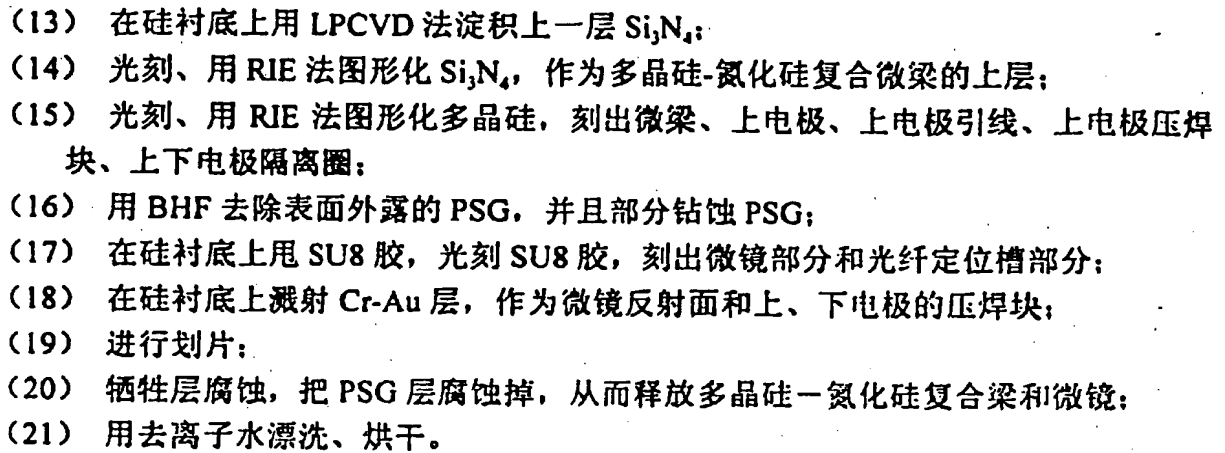 （13） 在硅衬底上用 LPCVD 法淀积上一层 Si₃N₄；
（14） 光刻、用 RIE 法图形化 Si₃N₄，作为多晶硅-氮化硅复合微梁的上层；
（15） 光刻、用 RIE 法图形化多晶硅，刻出微梁、上电极、上电极引线、上电极压焊
块、上下电极隔离圈；
（16） 用 BHF 去除表面外露的 PSG，并且部分钻蚀 PSG；
（17） 在硅衬底上甩 SU8 胶，光刻 SU8 胶，刻出微镜部分和光纤定位槽部分；
（18） 在硅衬底上溅射 Cr-Au 层，作为微镜反射面和上、下电极的压焊块；
（19） 进行划片；
（20） 牺牲层腐蚀，把 PSG 层腐蚀掉，从而释放多晶硅－氮化硅复合梁和微镜；
（21） 用去离子水漂洗、烘干。